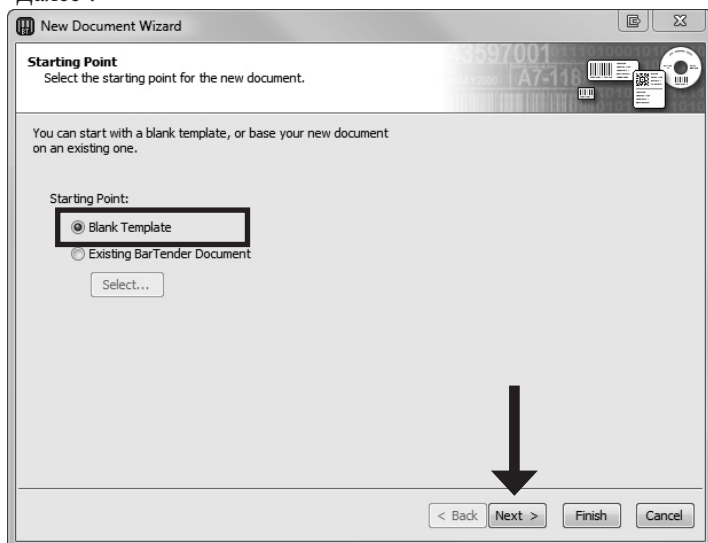 New Document Wizard
Starting Point
Select the starting point for the new document.
3597001
A7-118
You can start with a blank template, or base your new document
on an existing one.
Starting Point:
Blank Template
Existing BarTender Document
Select...
< Back
Next >
Finish
Cancel